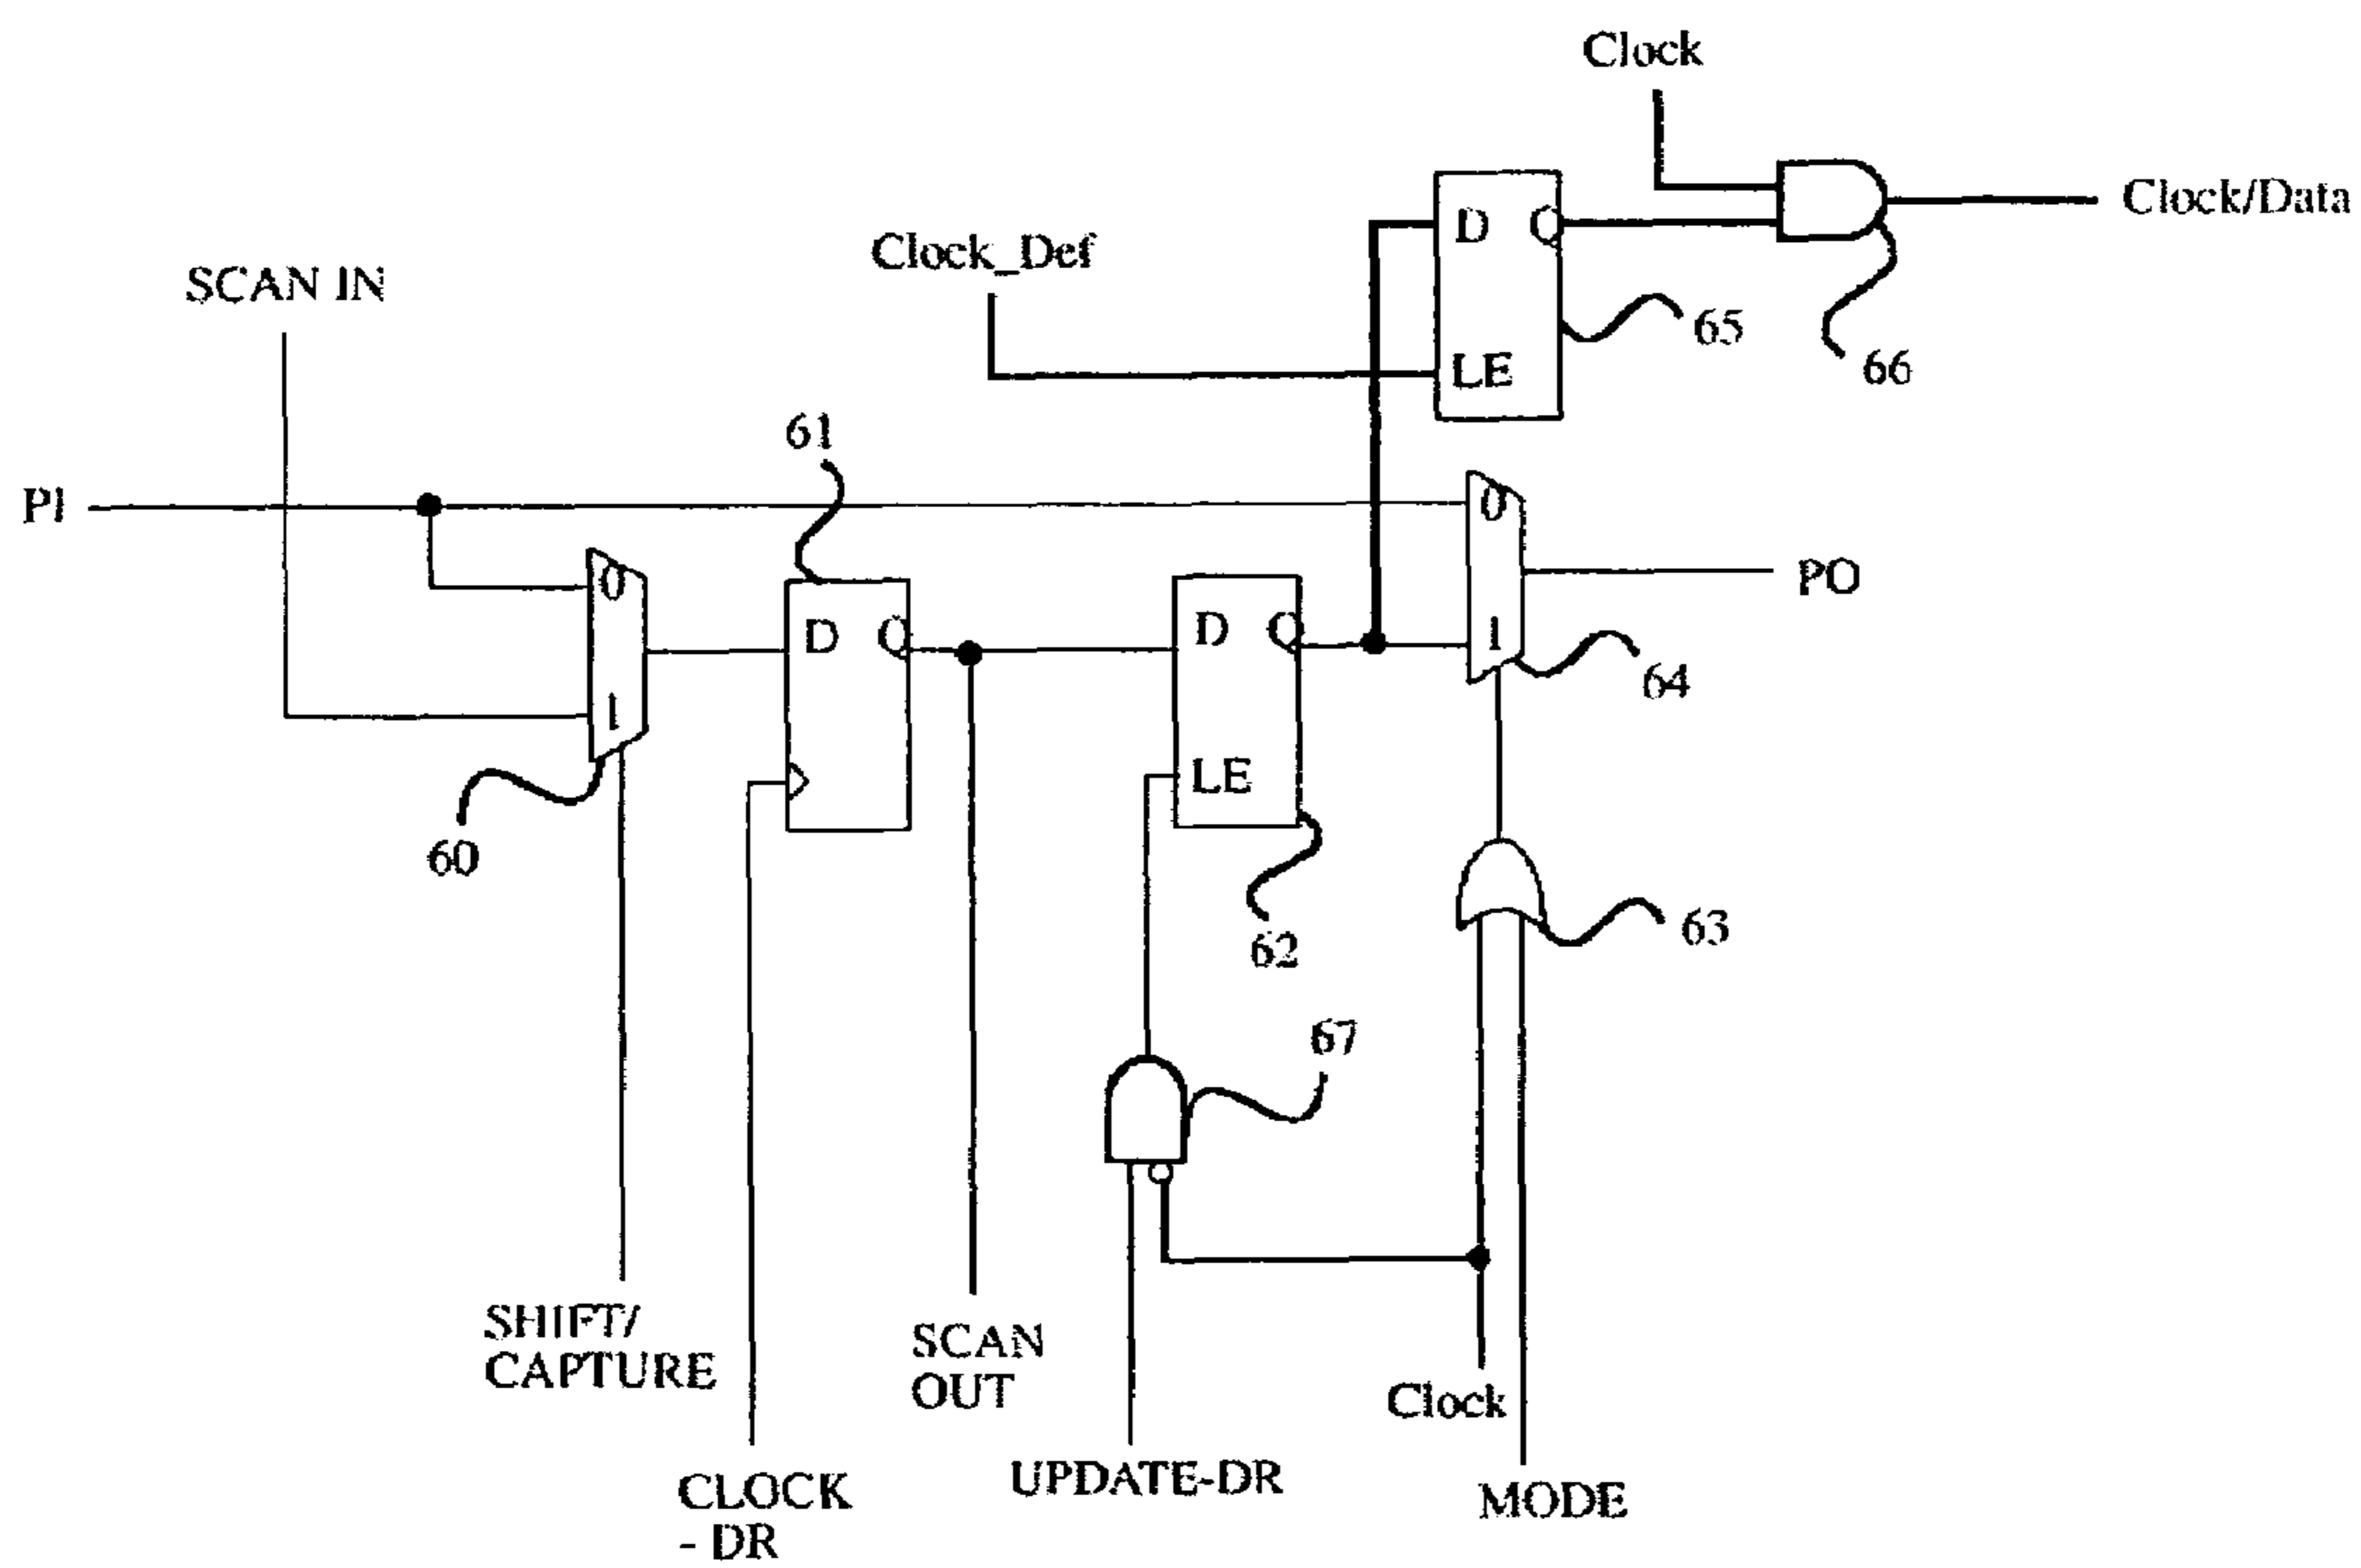 Clock
Clock/Data
D Q
Clock_Def
SCAN IN
65
LE
66
61
PI
0
0
PO
D Q
D Q
1
64
1
LE
60
63
62
67
SHIFT/
CAPTURE
SCAN
OUT
Clock
UPDATE-DR
CLOCK
- DR
MODE